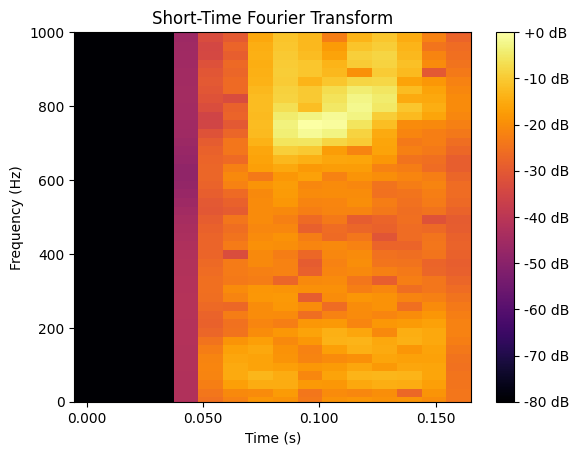 Short-Time Fourier Transform
1000
800
600
400
200
0
Frequency (Hz)
0.000
0.050
0.100
0.150
Time (s)
+0 dB
-10 dB
-20 dB
-30 dB
-40 dB
-50 dB
-60 dB
-70 dB
-80 dB